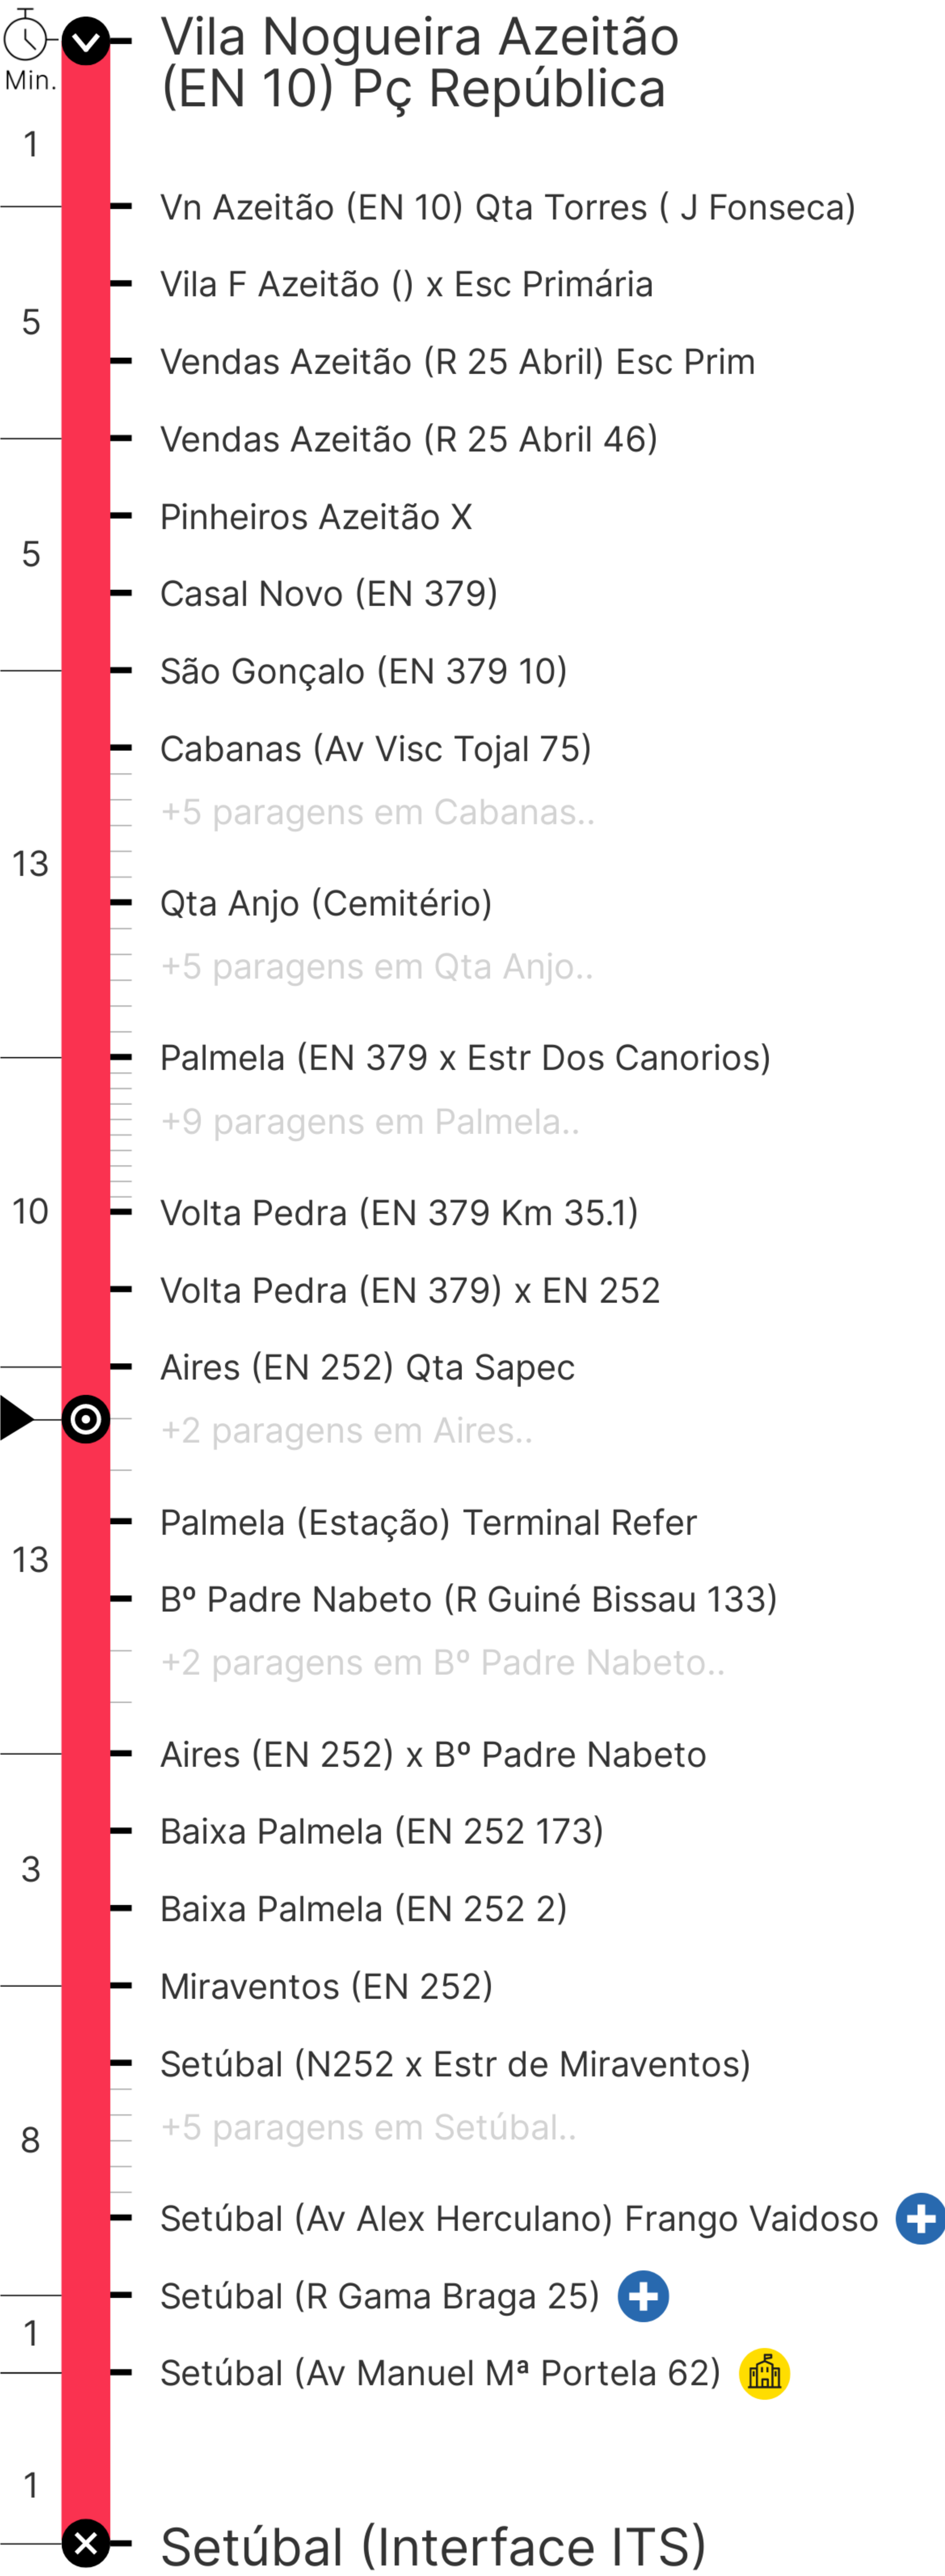 Vila Nogueira Azeitão
(EN 10) Pç República
Min.
1
Vn Azeitão (EN 10) Qta Torres ( J Fonseca)
Vila F Azeitão () x Esc Primária
5
Vendas Azeitão (R 25 Abril) Esc Prim
Vendas Azeitão (R 25 Abril 46)
Pinheiros Azeitão X
5
Casal Novo (EN 379)
São Gonçalo (EN 379 10)
Cabanas (Av Visc Tojal 75)
+5 paragens em Cabanas..
13
Qta Anjo (Cemitério)
+5 paragens em Qta Anjo..
Palmela (EN 379 x Estr Dos Canorios)
+9 paragens em Palmela..
10
Volta Pedra (EN 379 Km 35.1)
Volta Pedra (EN 379) x EN 252
Aires (EN 252) Qta Sapec
+2 paragens em Aires..
Palmela (Estação) Terminal Refer
13
Bº Padre Nabeto (R Guiné Bissau 133)
+2 paragens em Bº Padre Nabeto..
Aires (EN 252) x Bº Padre Nabeto
Baixa Palmela (EN 252 173)
3
Baixa Palmela (EN 252 2)
Miraventos (EN 252)
Setúbal (N252 x Estr de Miraventos)
+5 paragens em Setúbal..
8
Setúbal (Av Alex Herculano) Frango Vaidoso
Setúbal (R Gama Braga 25)
1
Setúbal (Av Manuel Mª Portela 62)
1
Setúbal (Interface ITS)